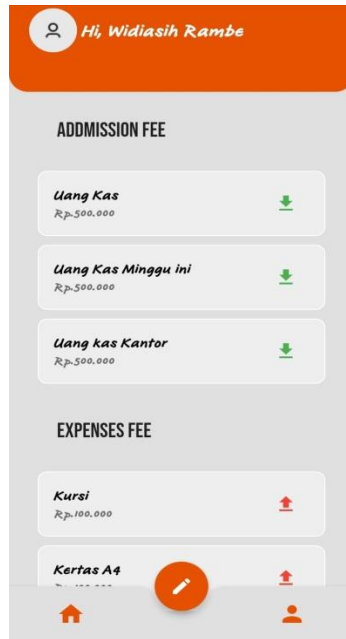 Hi, Widiasih Rambe
ADDMISSION FEE
Uang Kas
Rp.500.000
Uang Kas Minggu ini
Rp.500.000
Uang kas Kantor
Rp.500.000
EXPENSES FEE
Kursi
Rp.100.000
Kertas A4